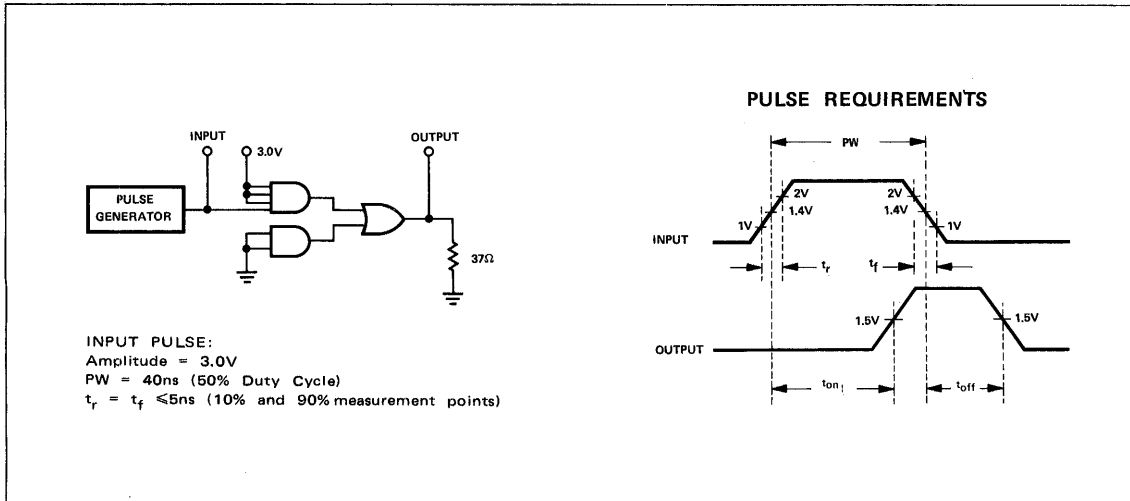 PULSE REQUIREMENTS
INPUT
3.0V
OUTPUT
PULSE
GENERATOR
37Ω
INPUT PULSE:
Amplitude = 3.0V
PW = 40ns (50% Duty Cycle)
tr = tf ≤5ns (10% and 90% measurement points)
PW
2V
2V
1.4V
1.4V
1V
1V
INPUT
tr
tf
1.5V
1.5V
OUTPUT
ton
toff